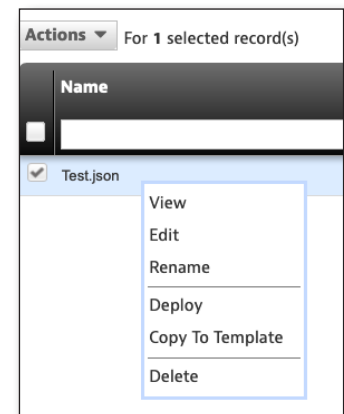 Actions For 1 selected record(s)
Name
Test.json
View
Edit
Rename
Deploy
Copy To Template
Delete